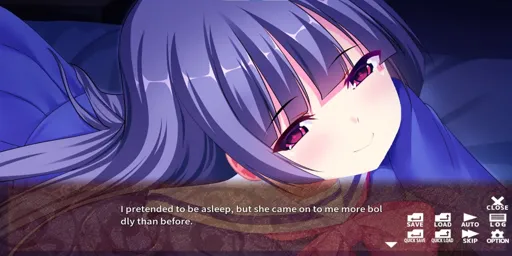 I pretended to be asleep, but she came on to me more bol
dly than before.
CLOSE
SAVE LOAD AUTO LOG
QUICK SAVE QUICK LOAD SKIP OPTION